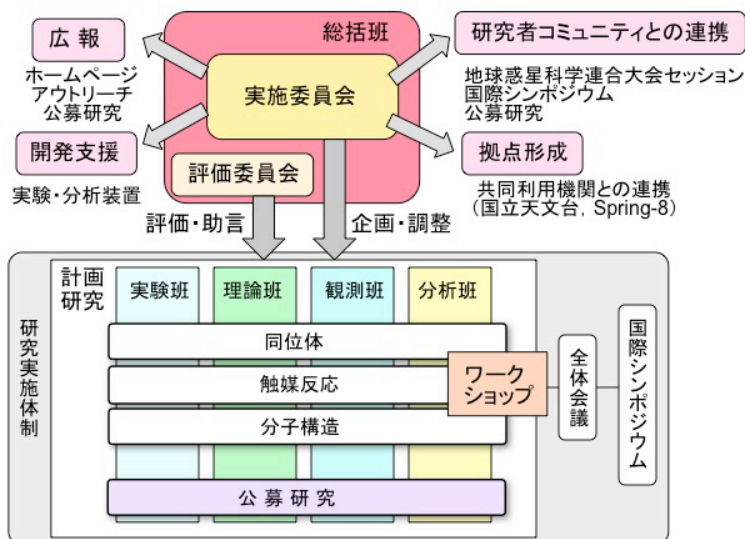 広 報
ホームページ
アウトリーチ
公募研究
総括班
実施委員会
研究者コミュニティとの連携
地球惑星科学連合大会セッション
国際シンポジウム
公募研究
開発支援
実験・分析装置
評価委員会
拠点形成
共同利用機関との連携
(国立天文台, Spring-8)
評価・助言
企画・調整
研究実施体制
計画
研究
実験班
理論班
観測班
分析班
同位体
触媒反応
分子構造
ワーク
ショップ
公 募 研 究
全体会議
国際シンポジウム